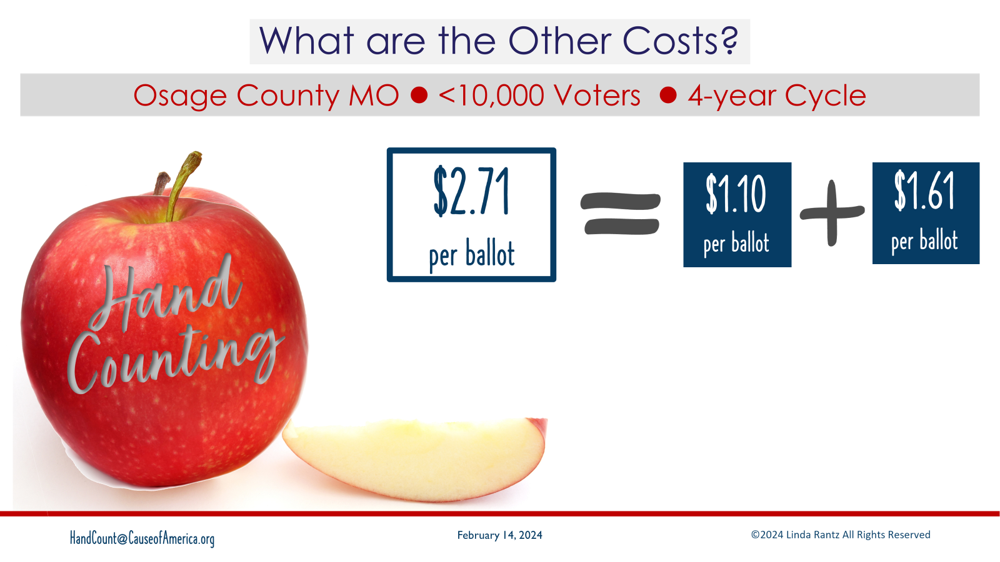 What are the Other Costs?
Osage County MO ● <10,000 Voters ● 4-year Cycle
$2.71
per ballot
=
$1.10
per ballot
+
$1.61
per ballot
Hand
Counting
HandCount@CauseofAmerica.org
February 14, 2024
©2024 Linda Rantz All Rights Reserved